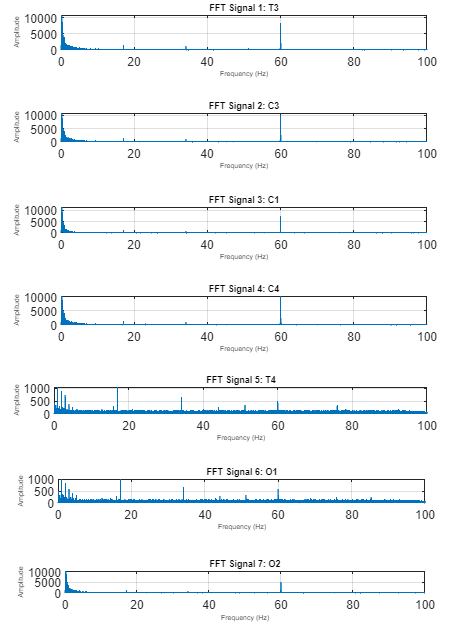 FFT Signal 1: T3
Amplitude
10000
5000
0
0 20 40 60 80 100
Frequency (Hz)
FFT Signal 2: C3
Amplitude
10000
5000
0
0 20 40 60 80 100
Frequency (Hz)
FFT Signal 3: C1
Amplitude
10000
5000
0
0 20 40 60 80 100
Frequency (Hz)
FFT Signal 4: C4
Amplitude
10000
5000
0
0 20 40 60 80 100
Frequency (Hz)
FFT Signal 5: T4
Amplitude
1000
500
0
0 20 40 60 80 100
Frequency (Hz)
FFT Signal 6: O1
Amplitude
1000
500
0
0 20 40 60 80 100
Frequency (Hz)
FFT Signal 7: O2
Amplitude
10000
5000
0
0 20 40 60 80 100
Frequency (Hz)